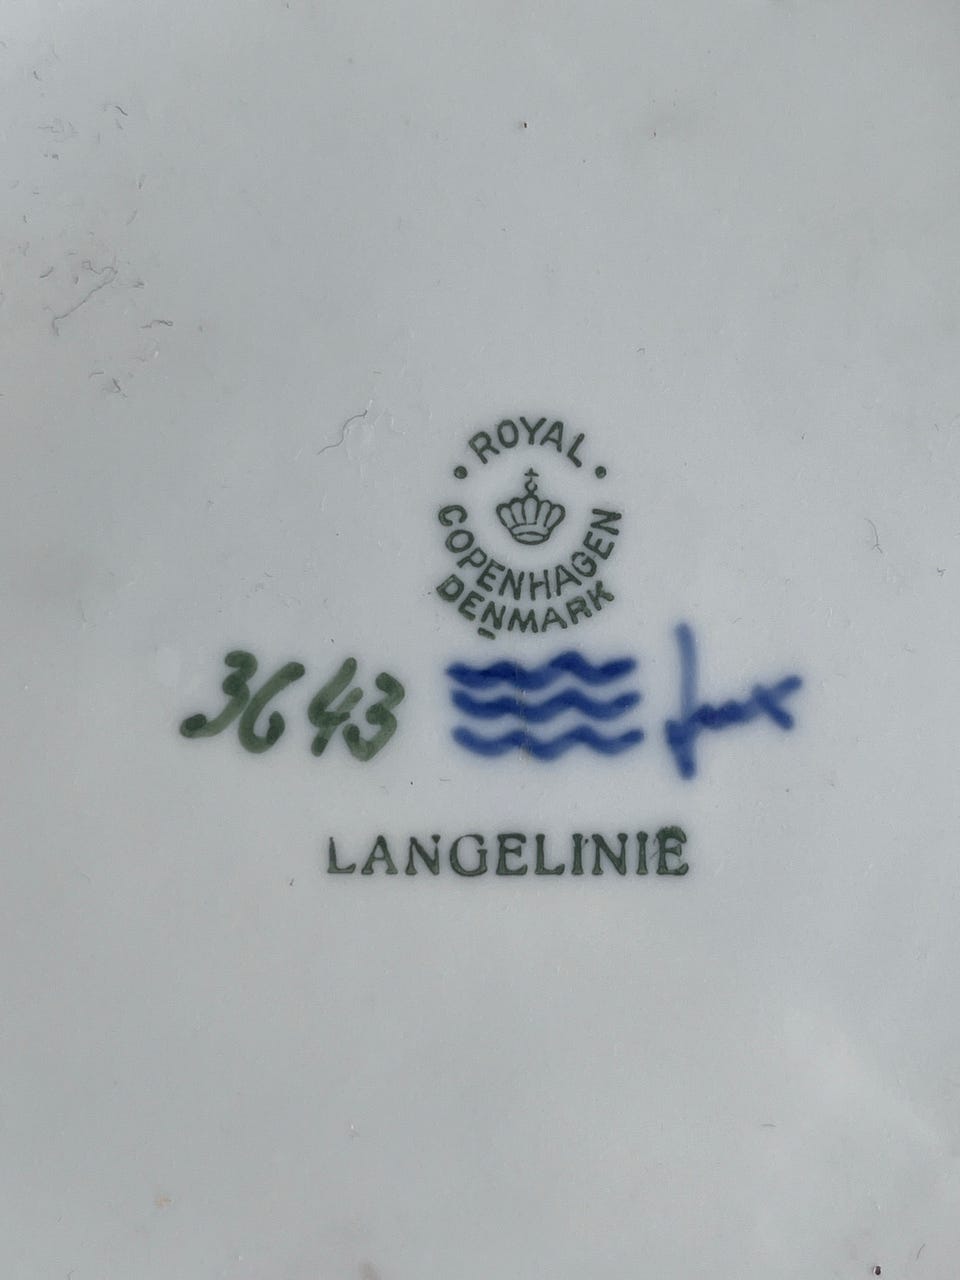 ROYAL
COPENHAGEN
DENMARK
3643
LANGELINIE